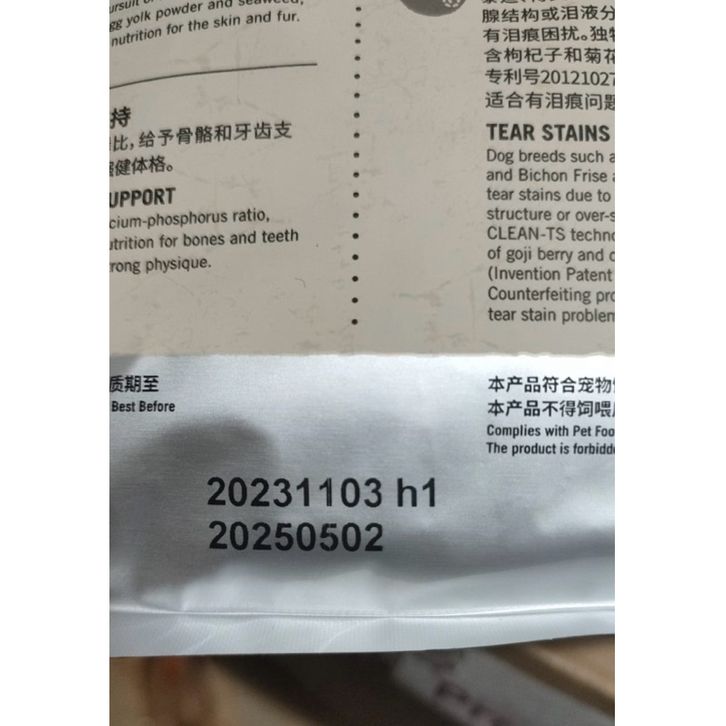 gg yolk powder and seaweed,
nutrition for the skin and fur.
持
比,给予骨骼和牙齿支
健体格。
UPPORT
cium-phosphorus ratio,
utrition for bones and teeth
rong physique.
腺结构或泪液分
有泪痕困扰。独
含枸杞子和菊花
专利号20121027
适合有泪痕问题
TEAR STAINS
Dog breeds such a
and Bichon Frise a
tear stains due to
structure or over-s
CLEAN-TS techno
of goji berry and c
(Invention Patent
Counterfeiting pro
tear stain problem
质期至
Best Before
本产品符合宠物
本产品不得饲喂
Complies with Pet Foo
The product is forbidd
20231103 h1
20250502